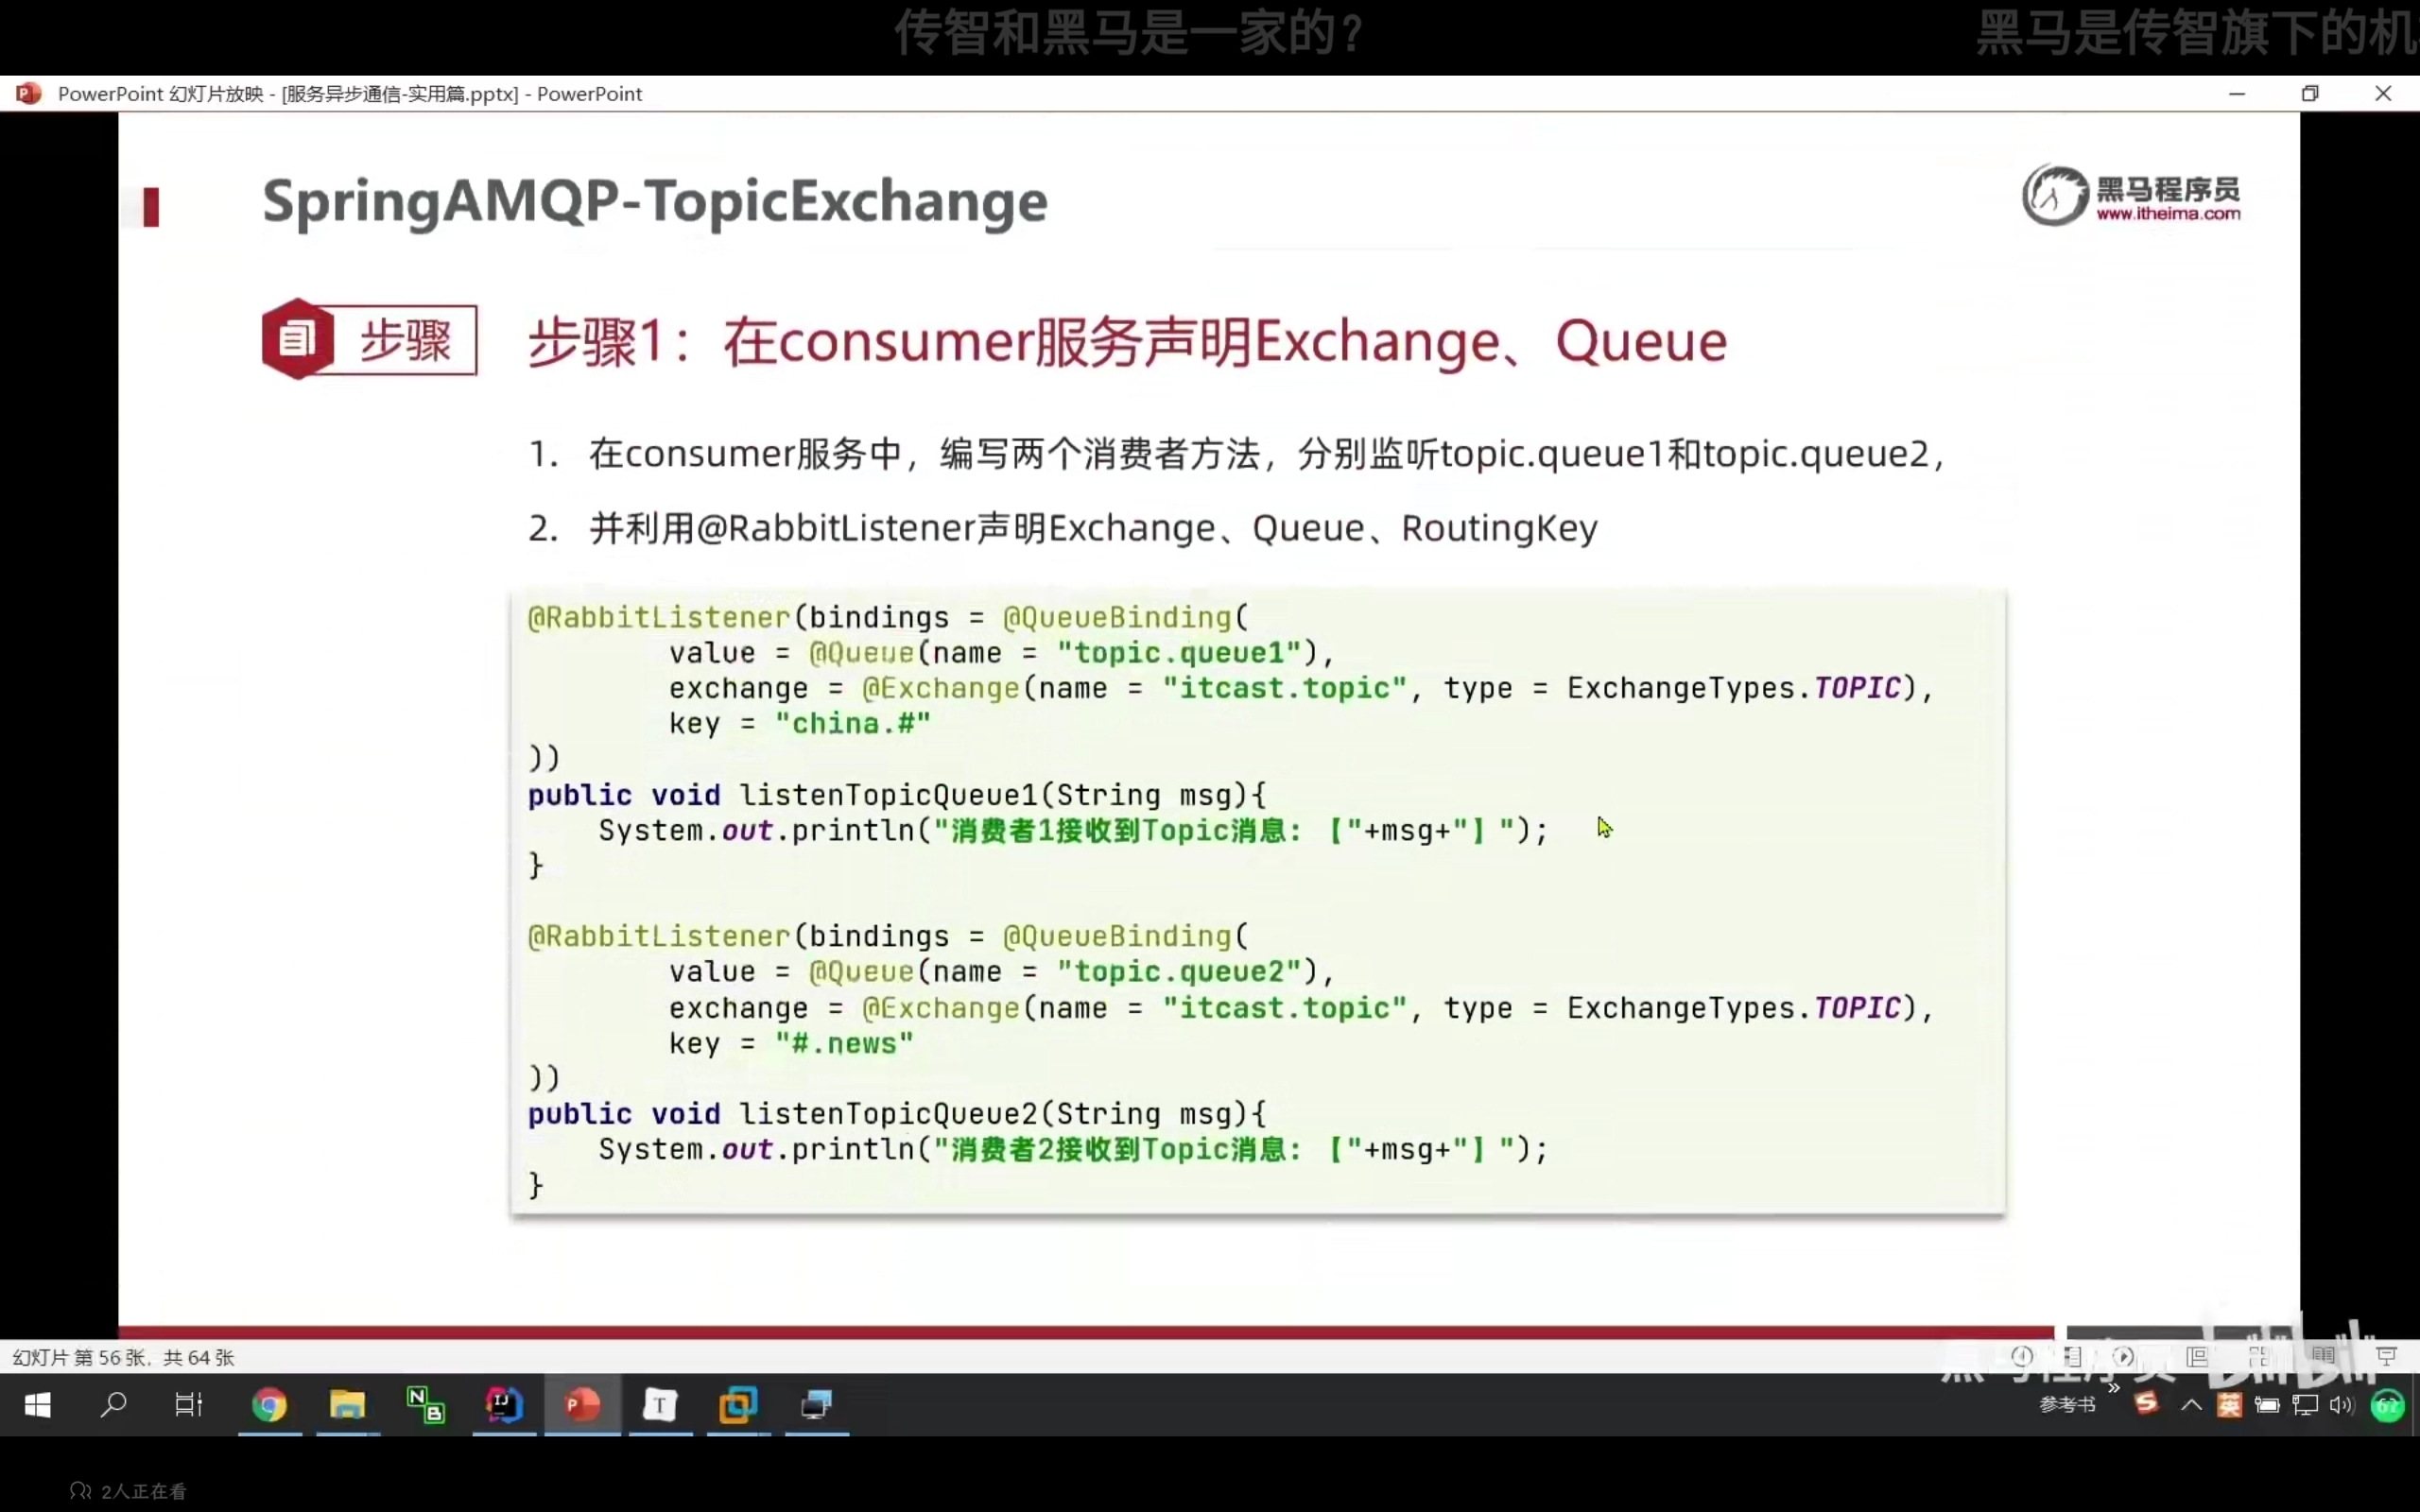 传智和黑马是一家的?
黑马是传智旗下的机
PowerPoint 幻灯片放映 - [服务异步通信-实用篇.pptx] - PowerPoint
SpringAMQP-TopicExchange
黑马程序员
www.itheima.com
步骤
步骤1：在consumer服务声明Exchange、Queue
1. 在consumer服务中，编写两个消费者方法，分别监听topic.queue1和topic.queue2，
2. 并利用@RabbitListener声明Exchange、Queue、RoutingKey
@RabbitListener(bindings = @QueueBinding(
        value = @Queue(name = "topic.queue1"),
        exchange = @Exchange(name = "itcast.topic", type = ExchangeTypes.TOPIC),
        key = "china.#"
))
public void listenTopicQueue1(String msg){
    System.out.println("消费者1接收到Topic消息：【"+msg+"】");
}
@RabbitListener(bindings = @QueueBinding(
        value = @Queue(name = "topic.queue2"),
        exchange = @Exchange(name = "itcast.topic", type = ExchangeTypes.TOPIC),
        key = "#.news"
))
public void listenTopicQueue2(String msg){
    System.out.println("消费者2接收到Topic消息：【"+msg+"】");
}
幻灯片 第 56 张，共 64 张
黑马程序员 bilibili
参考书
英
67
2人正在看